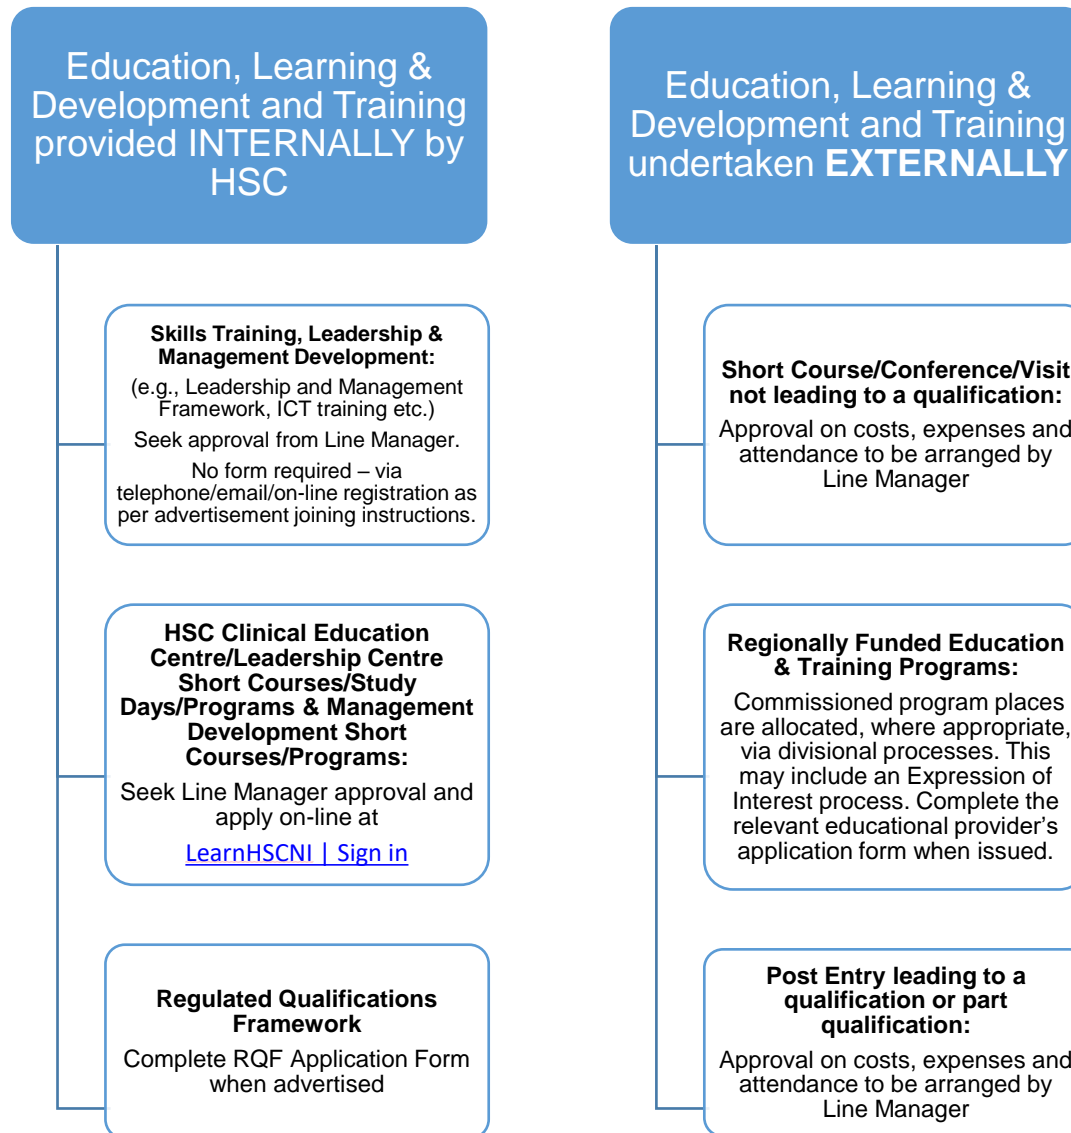 Education, Learning &
Development and Training
provided INTERNALLY by
HSC
Skills Training, Leadership &
Management Development:
(e.g., Leadership and Management
Framework, ICT training etc.)
Seek approval from Line Manager.
No form required – via
telephone/email/on-line registration as
per advertisement joining instructions.
HSC Clinical Education
Centre/Leadership Centre
Short Courses/Study
Days/Programs & Management
Development Short
Courses/Programs:
Seek Line Manager approval and
apply on-line at
LearnHSCNI | Sign in
Regulated Qualifications
Framework
Complete RQF Application Form
when advertised
Education, Learning &
Development and Training
undertaken EXTERNALLY
Short Course/Conference/Visit
not leading to a qualification:
Approval on costs, expenses and
attendance to be arranged by
Line Manager
Regionally Funded Education
& Training Programs:
Commissioned program places
are allocated, where appropriate,
via divisional processes. This
may include an Expression of
Interest process. Complete the
relevant educational provider’s
application form when issued.
Post Entry leading to a
qualification or part
qualification:
Approval on costs, expenses and
attendance to be arranged by
Line Manager